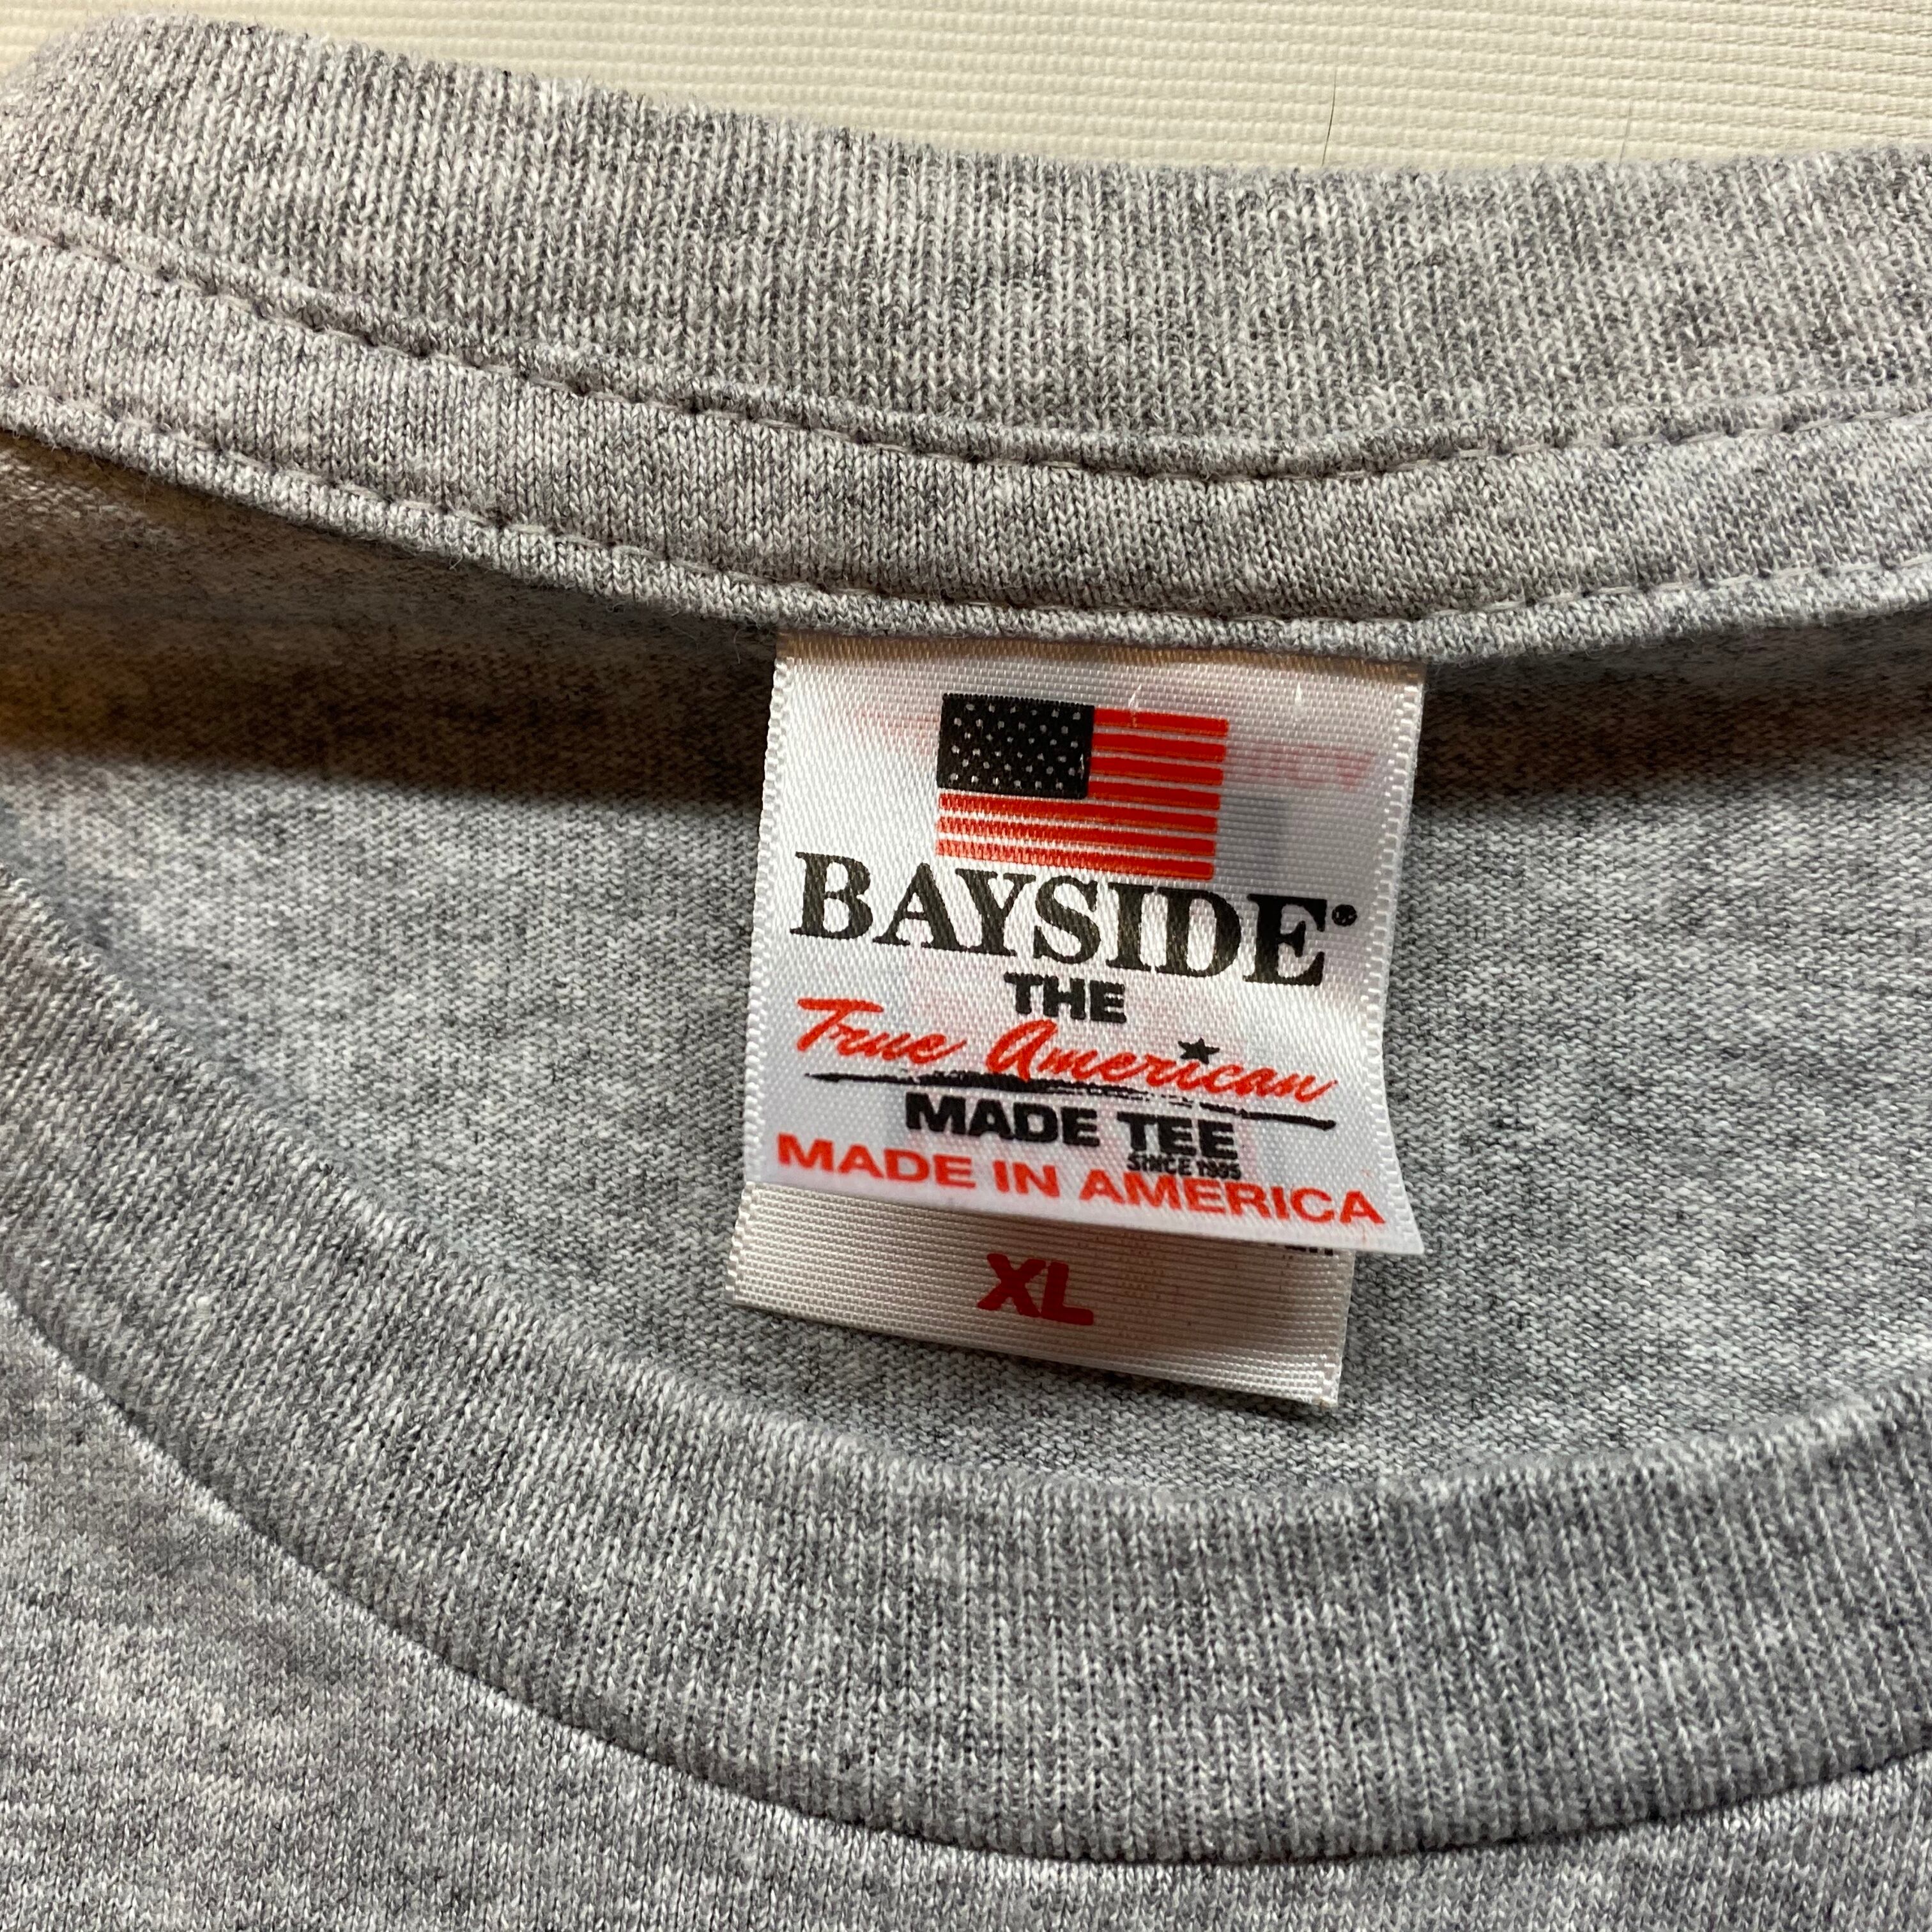 BAYSIDE®
THE
True American
MADE TEE
SINCE 1995
MADE IN AMERICA
XL